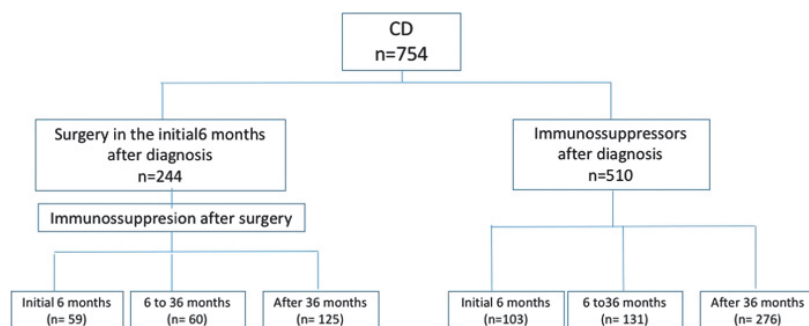 CD
n=754
Surgery in the initial6 months
after diagnosis
n=244
Immunossuppressors
after diagnosis
n=510
Immunossuppresion after surgery
Initial 6 months
(n= 59)
6 to 36 months
(n= 60)
After 36 months
(n= 125)
Initial 6 months
(n=103)
6 to36 months
(n= 131)
After 36 months
(n= 276)